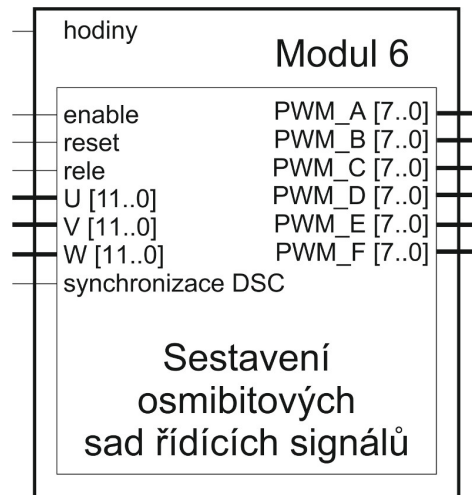 hodiny
Modul 6
enable
reset
rele
U [11..0]
V [11..0]
W [11..0]
synchronizace DSC
PWM_A [7..0]
PWM_B [7..0]
PWM_C [7..0]
PWM_D [7..0]
PWM_E [7..0]
PWM_F [7..0]
Sestavení
osmibitových
sad řídících signálů